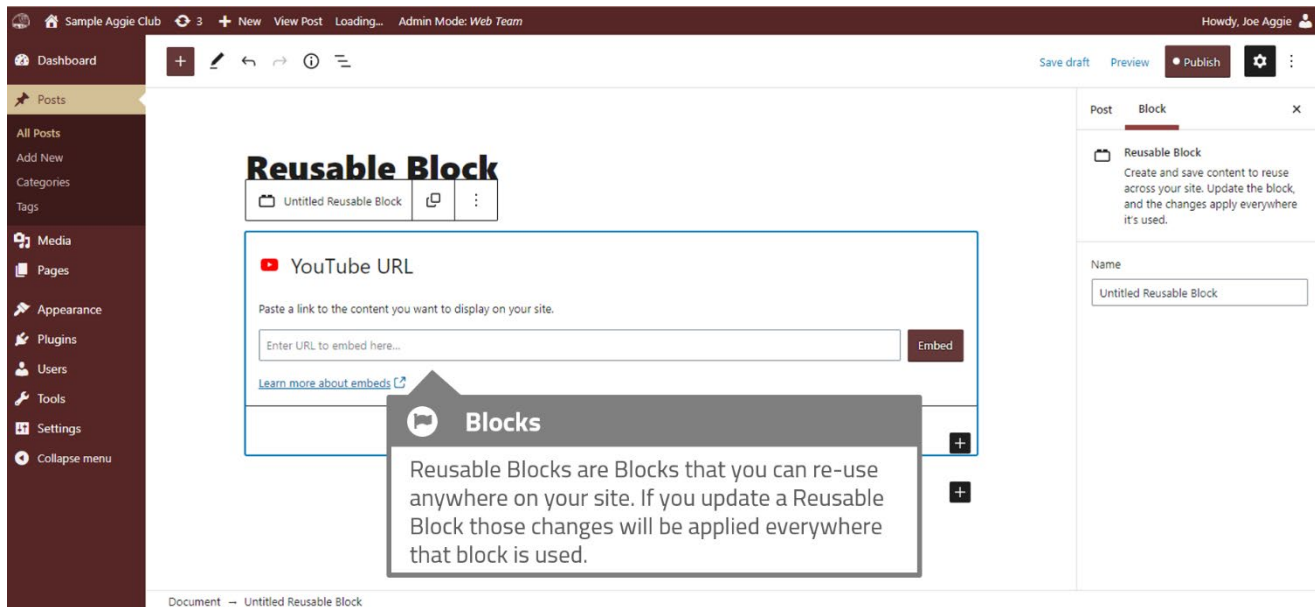 Sample Aggie Club 3 New View Post Loading... Admin Mode: Web Team Howdy, Joe Aggie
Dashboard
Posts
All Posts
Add New
Categories
Tags
Media
Pages
Appearance
Plugins
Users
Tools
Settings
Collapse menu
Save draft Preview Publish
Reusable Block
Untitled Reusable Block
YouTube URL
Paste a link to the content you want to display on your site.
Enter URL to embed here... Embed
Learn more about embeds
Blocks
Reusable Blocks are Blocks that you can re-use
anywhere on your site. If you update a Reusable
Block those changes will be applied everywhere
that block is used.
Post Block
Reusable Block
Create and save content to reuse
across your site. Update the block,
and the changes apply everywhere
it's used.
Name
Untitled Reusable Block
Document → Untitled Reusable Block